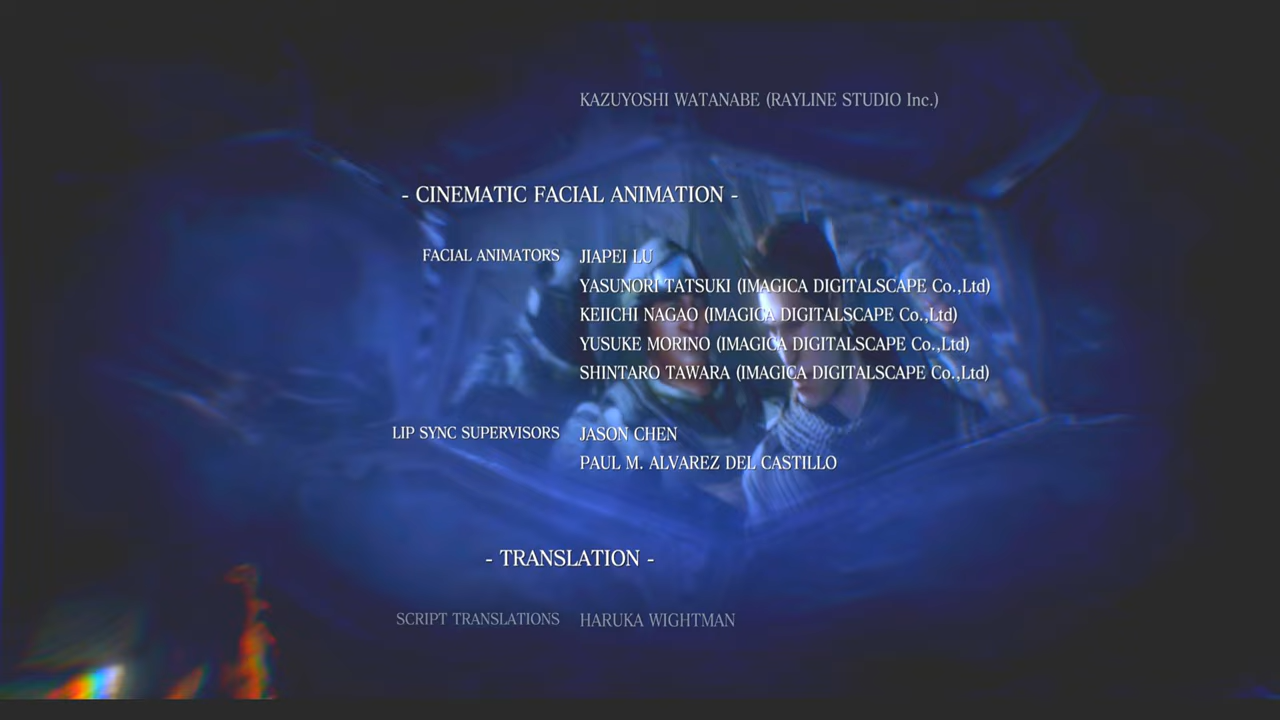 KAZUYOSHI WATANABE (RAYLINE STUDIO Inc.)
- CINEMATIC FACIAL ANIMATION -
FACIAL ANIMATORS JIAPEI LU
YASUNORI TATSUKI (IMAGICA DIGITALSCAPE Co.,Ltd)
KEIICHI NAGAO (IMAGICA DIGITALSCAPE Co.,Ltd)
YUSUKE MORINO (IMAGICA DIGITALSCAPE Co.,Ltd)
SHINTARO TAWARA (IMAGICA DIGITALSCAPE Co.,Ltd)
LIP SYNC SUPERVISORS JASON CHEN
PAUL M. ALVAREZ DEL CASTILLO
- TRANSLATION -
SCRIPT TRANSLATIONS HARUKA WIGHTMAN